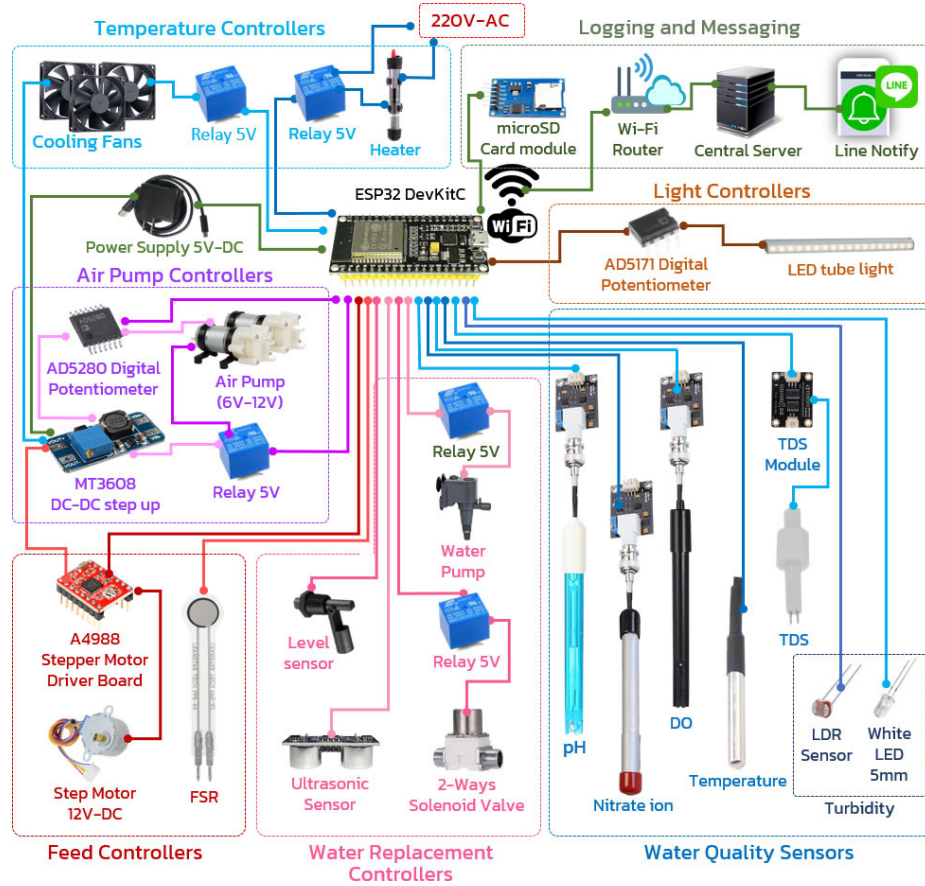 Temperature Controllers
220V-AC
Logging and Messaging
Cooling Fans
Relay 5V
Relay 5V
Heater
microSD
Card module
Wi-Fi
Router
Central Server
LINE
Line Notify
ESP32 DevKitC
Wi Fi
Power Supply 5V-DC
Light Controllers
AD5171 Digital
Potentiometer
LED tube light
Air Pump Controllers
AD5280 Digital
Potentiometer
Air Pump
(6V-12V)
VOUT+
VOUT-
MT3608
DC-DC step up
Relay 5V
Relay 5V
Water
Pump
TDS
Module
A4988
Stepper Motor
Driver Board
Level
sensor
Relay 5V
TDS
Step Motor
12V-DC
FSR
Ultrasonic
Sensor
2-Ways
Solenoid Valve
pH
Nitrate ion
DO
Temperature
LDR
Sensor
White
LED
5mm
Turbidity
Feed Controllers
Water Replacement
Controllers
Water Quality Sensors